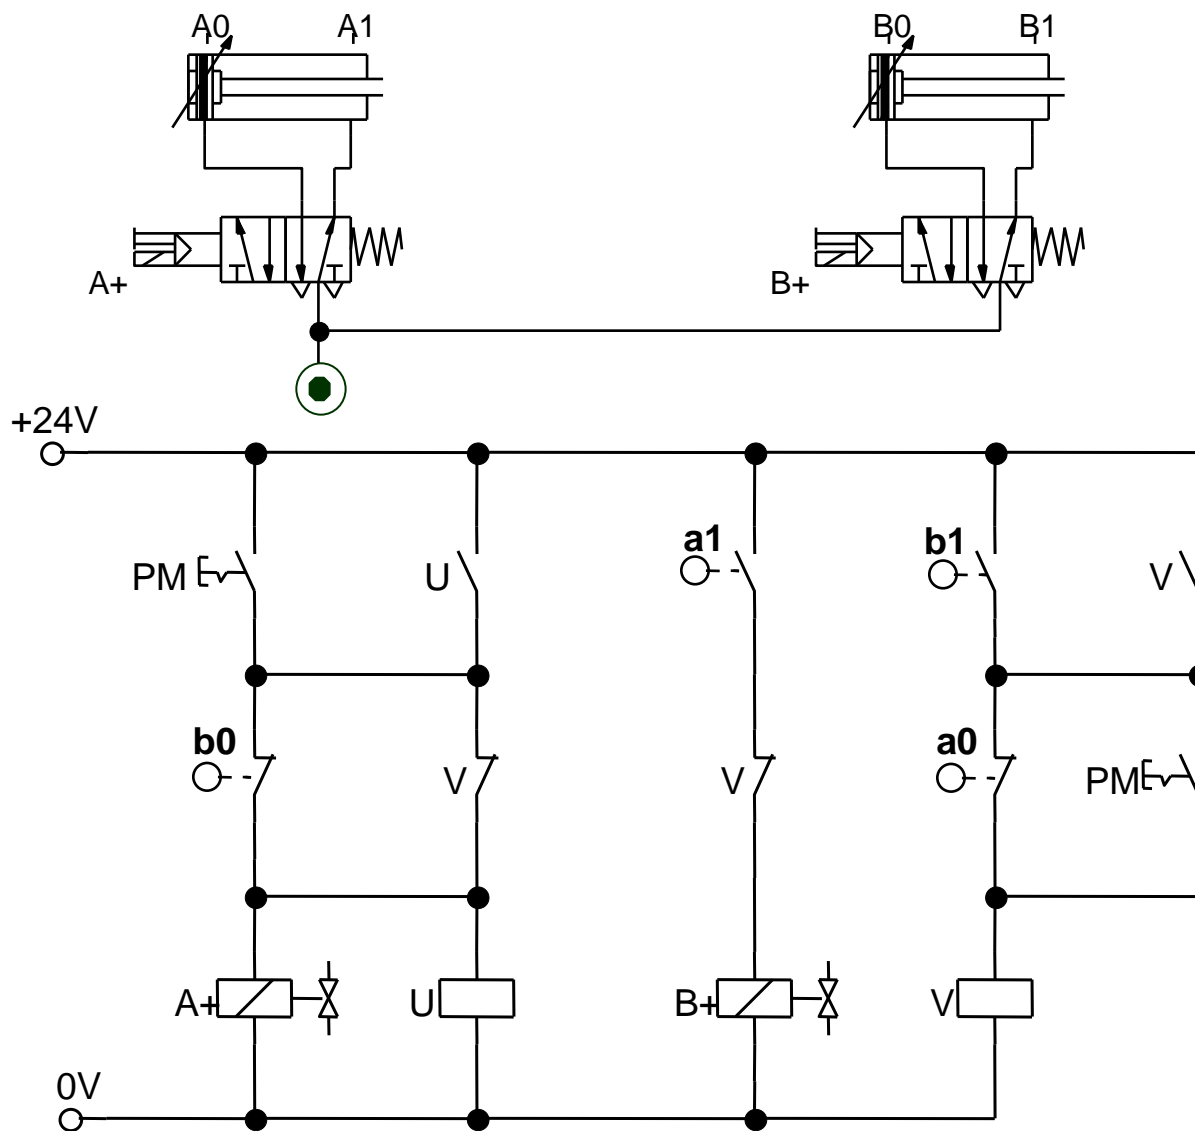 A0 A1 B0 B1
A+ B+
+24V
PM U a1 b1 V
b0 V V a0 PM
A+ U B+ V
0V